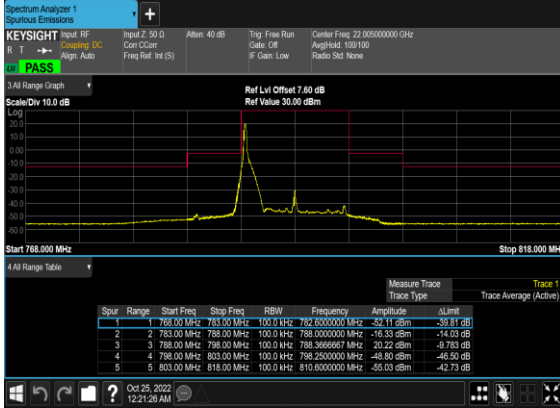 Spectrum Analyzer 1
Spurious Emissions
+
KEYSIGHT Input: RF Input Z: 50 Ω Atten: 40 dB Trig: Free Run Center Freq: 22.005000000 GHz
R T Coupling: DC Corr CCorr Gate: Off Avg|Hold: 100/100
Align: Auto Freq Ref: Int (S) IF Gain: Low Radio Std: None
LXI PASS
3 All Range Graph Ref Lvl Offset 7.60 dB
Scale/Div 10.0 dB Ref Value 30.00 dBm
Log
20.0
10.0
0.00
-10.0
-20.0
-30.0
-40.0
-50.0
-60.0
Start 768.000 MHz Stop 818.000 MH
4 All Range Table
Measure Trace Trace 1
Trace Type Trace Average (Active)
Spur Range Start Freq Stop Freq RBW Frequency Amplitude ΔLimit
1 1 768.00 MHz 783.00 MHz 100.0 kHz 782.6000000 MHz -52.11 dBm -39.81 dB
2 2 783.00 MHz 788.00 MHz 100.0 kHz 788.0000000 MHz -16.33 dBm -14.03 dB
3 3 788.00 MHz 798.00 MHz 100.0 kHz 788.3666667 MHz 20.22 dBm -9.783 dB
4 4 798.00 MHz 803.00 MHz 100.0 kHz 798.2500000 MHz -48.80 dBm -46.50 dB
5 5 803.00 MHz 818.00 MHz 100.0 kHz 810.6000000 MHz -55.03 dBm -42.73 dB
? Oct 25, 2022
12:21:26 AM